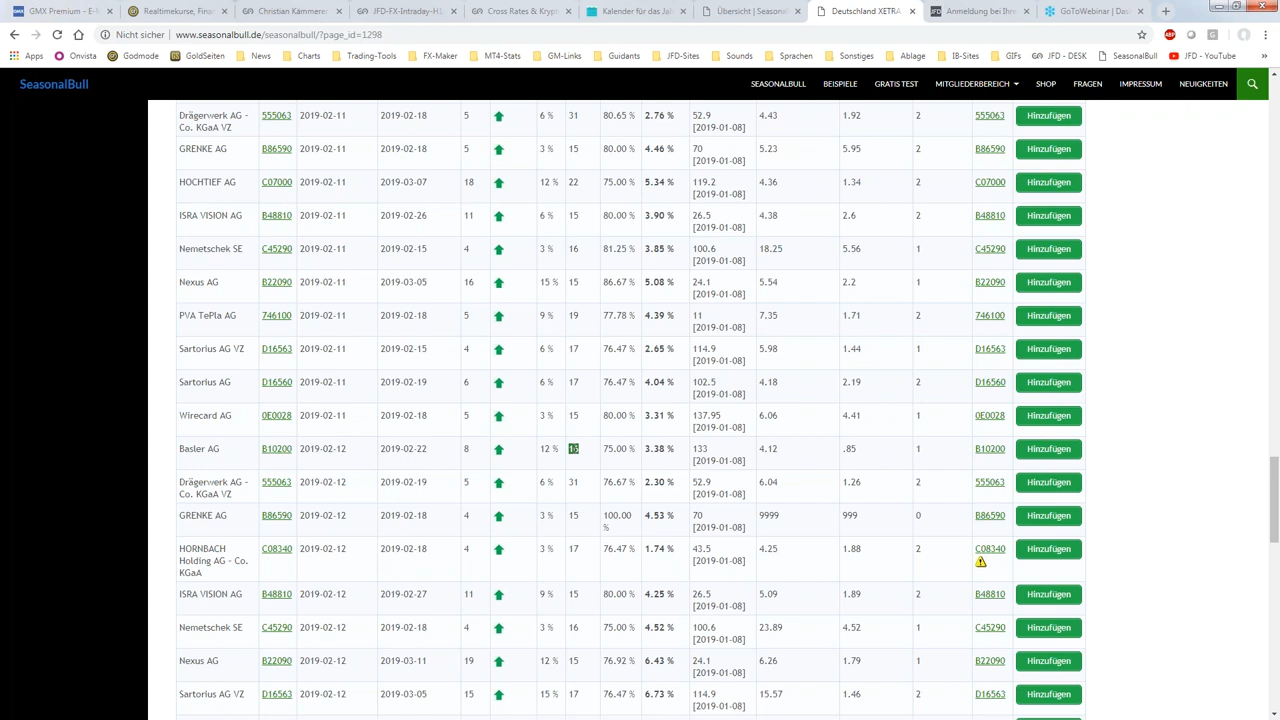 GMX Premium - E-M
Realtimekurse, Finan
Christian Kämmerer
JFD-FX-Intraday-H1.
Cross Rates & Kreuz
Kalender für das Jah
Übersicht | Seasonal
Deutschland XETRA
Anmeldung bei Ihre
GoToWebinar | Dash
Nicht sicher | www.seasonalbull.de/seasonalbull/?page_id=1298
Apps Onvista Godmode GoldSeiten News Charts Trading-Tools FX-Maker MT4-Stats GM-Links Guidants JFD-Sites Sounds Sprachen Sonstiges Ablage IB-Sites GIFs JFD - DESK SeasonalBull JFD - YouTube »
SeasonalBull SEASONALBULL BEISPIELE GRATIS TEST MITGLIEDERBEREICH SHOP FRAGEN IMPRESSUM NEUIGKEITEN
Drägerwerk AG - 555063 2019-02-11 2019-02-18 5 6 % 31 80.65 % 2.76 % 52.9 4.43 1.92 2 555063 Hinzufügen
Co. KGaA VZ [2019-01-08]
GRENKE AG B86590 2019-02-11 2019-02-18 5 3 % 15 80.00 % 4.46 % 70 5.23 5.95 2 B86590 Hinzufügen
[2019-01-08]
HOCHTIEF AG C07000 2019-02-11 2019-03-07 18 12 % 22 75.00 % 5.34 % 119.2 4.36 1.34 2 C07000 Hinzufügen
[2019-01-08]
ISRA VISION AG B48810 2019-02-11 2019-02-26 11 6 % 15 80.00 % 3.90 % 26.5 4.38 2.6 2 B48810 Hinzufügen
[2019-01-08]
Nemetschek SE C45290 2019-02-11 2019-02-15 4 3 % 16 81.25 % 3.85 % 100.6 18.25 5.56 1 C45290 Hinzufügen
[2019-01-08]
Nexus AG B22090 2019-02-11 2019-03-05 16 15 % 15 86.67 % 5.08 % 24.1 5.54 2.2 1 B22090 Hinzufügen
[2019-01-08]
PVA TePla AG 746100 2019-02-11 2019-02-18 5 9 % 19 77.78 % 4.39 % 11 7.35 1.71 2 746100 Hinzufügen
[2019-01-08]
Sartorius AG VZ D16563 2019-02-11 2019-02-15 4 6 % 17 76.47 % 2.65 % 114.9 5.98 1.44 1 D16563 Hinzufügen
[2019-01-08]
Sartorius AG D16560 2019-02-11 2019-02-19 6 6 % 17 76.47 % 4.04 % 102.5 4.18 2.19 2 D16560 Hinzufügen
[2019-01-08]
Wirecard AG 0E0028 2019-02-11 2019-02-18 5 3 % 15 80.00 % 3.31 % 137.95 6.06 4.41 1 0E0028 Hinzufügen
[2019-01-08]
Basler AG B10200 2019-02-12 2019-02-22 8 12 % 75.00 % 3.38 % 133 4.12 .85 1 B10200 Hinzufügen
[2019-01-08]
Drägerwerk AG - 555063 2019-02-12 2019-02-19 5 6 % 31 76.67 % 2.30 % 52.9 6.04 1.26 2 555063 Hinzufügen
Co. KGaA VZ [2019-01-08]
GRENKE AG B86590 2019-02-12 2019-02-18 4 3 % 15 100.00 4.53 % 70 9999 999 0 B86590 Hinzufügen
% [2019-01-08]
HORNBACH C08340 2019-02-12 2019-02-18 4 3 % 17 76.47 % 1.74 % 43.5 4.25 1.88 2 C08340 Hinzufügen
Holding AG - Co. [2019-01-08]
KGaA
ISRA VISION AG B48810 2019-02-12 2019-02-27 11 9 % 15 80.00 % 4.25 % 26.5 5.09 1.89 2 B48810 Hinzufügen
[2019-01-08]
Nemetschek SE C45290 2019-02-12 2019-02-18 4 3 % 16 75.00 % 4.52 % 100.6 23.89 4.52 1 C45290 Hinzufügen
[2019-01-08]
Nexus AG B22090 2019-02-12 2019-03-11 19 12 % 15 76.92 % 6.43 % 24.1 6.26 1.79 1 B22090 Hinzufügen
[2019-01-08]
Sartorius AG VZ D16563 2019-02-12 2019-03-05 15 15 % 17 76.47 % 6.73 % 114.9 15.57 1.46 2 D16563 Hinzufügen
[2019-01-08]